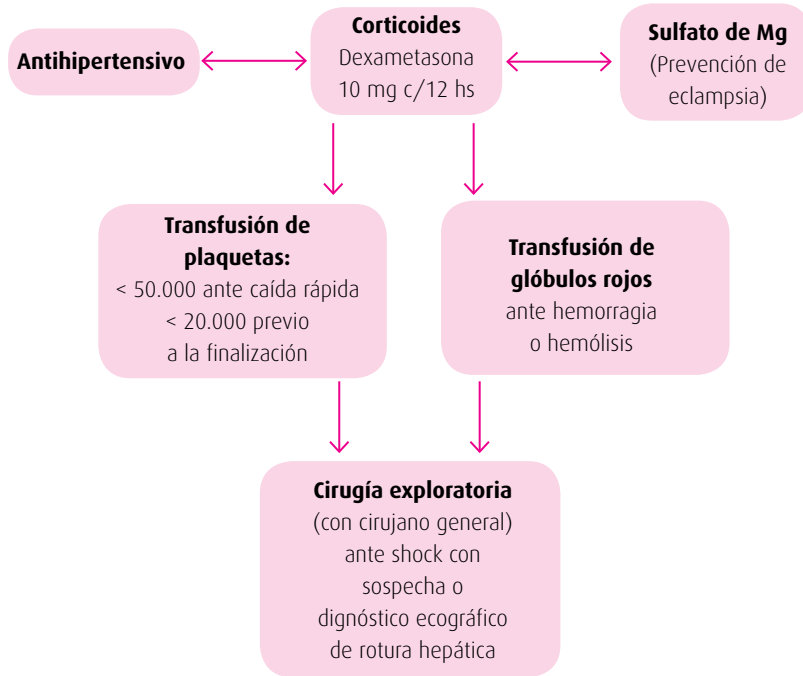 Antihipertensivo
Corticoides
Dexametasona
10 mg c/12 hs
Sulfato de Mg
(Prevención de
eclampsia)
Transfusión de
plaquetas:
< 50.000 ante caída rápida
< 20.000 previo
a la finalización
Transfusión de
glóbulos rojos
ante hemorragia
o hemólisis
Cirugía exploratoria
(con cirujano general)
ante shock con
sospecha o
dignóstico ecográfico
de rotura hepática